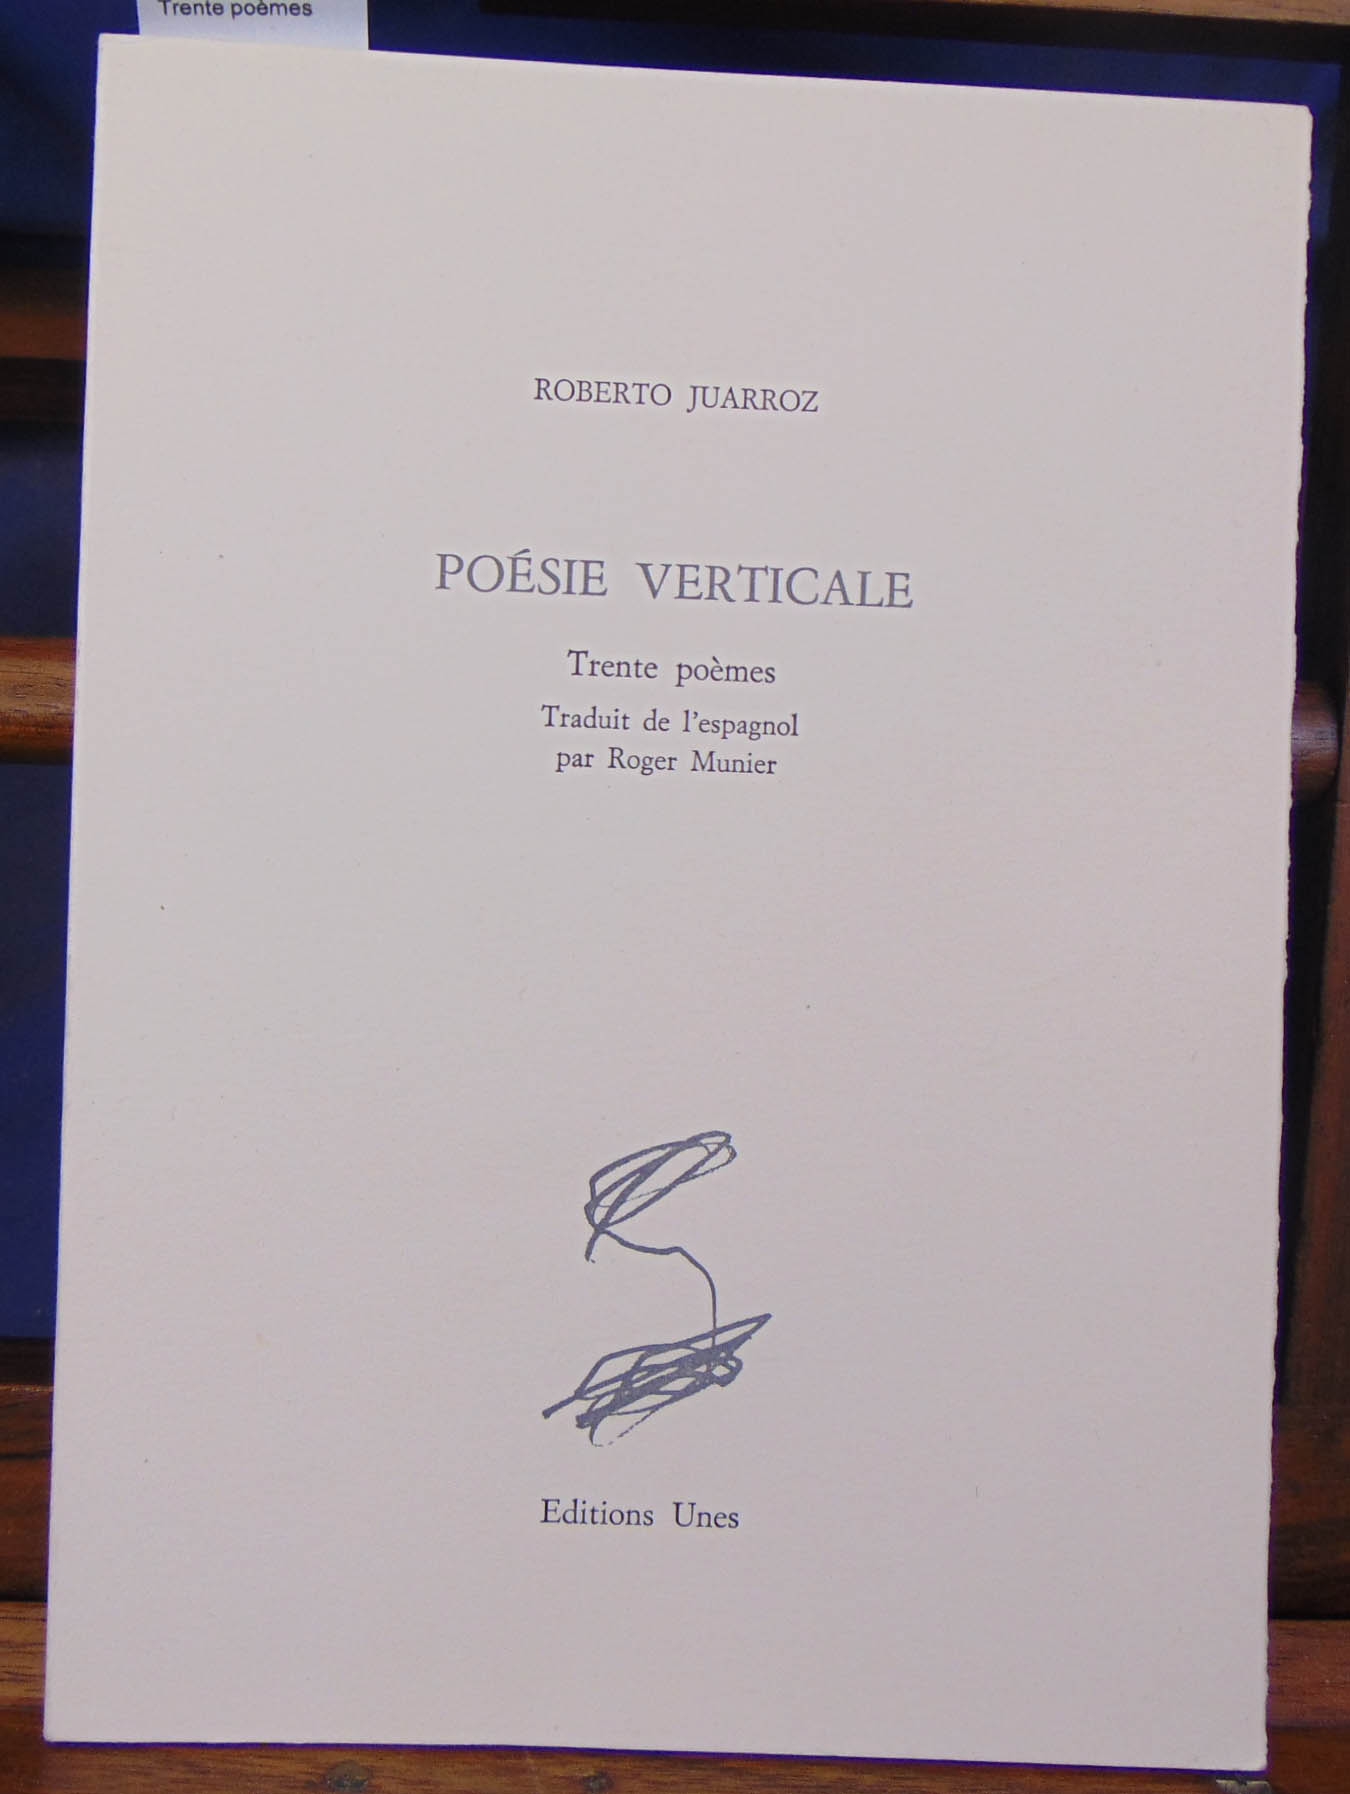 Trente poèmes
ROBERTO JUARROZ
POÉSIE VERTICALE
Trente poèmes
Traduit de l'espagnol
par Roger Munier
Editions Unes